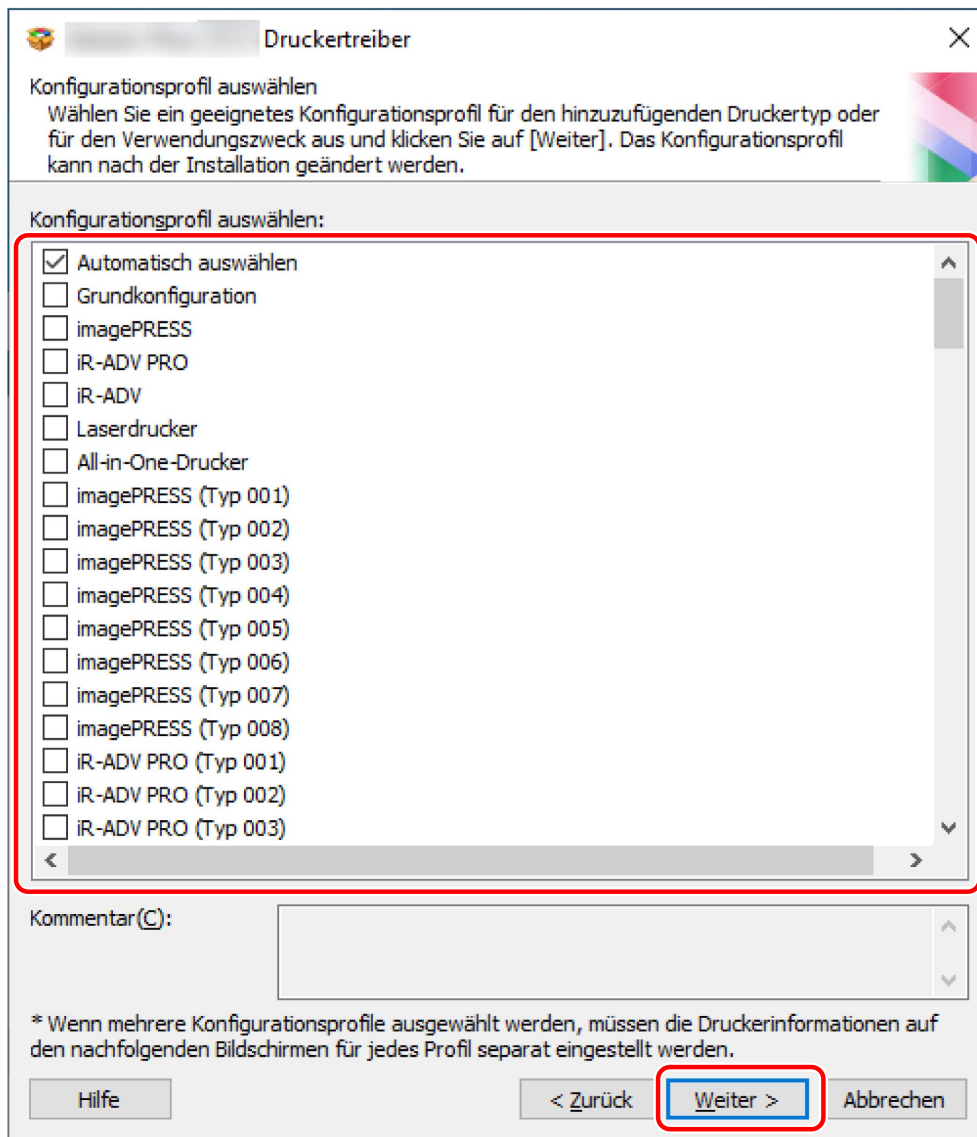 Druckertreiber
Konfigurationsprofil auswählen
Wählen Sie ein geeignetes Konfigurationsprofil für den hinzuzufügenden Druckertyp oder
für den Verwendungszweck aus und klicken Sie auf [Weiter]. Das Konfigurationsprofil
kann nach der Installation geändert werden.
Konfigurationsprofil auswählen:
Automatisch auswählen
Grundkonfiguration
imagePRESS
iR-ADV PRO
iR-ADV
Laserdrucker
All-in-One-Drucker
imagePRESS (Typ 001)
imagePRESS (Typ 002)
imagePRESS (Typ 003)
imagePRESS (Typ 004)
imagePRESS (Typ 005)
imagePRESS (Typ 006)
imagePRESS (Typ 007)
imagePRESS (Typ 008)
iR-ADV PRO (Typ 001)
iR-ADV PRO (Typ 002)
iR-ADV PRO (Typ 003)
Kommentar(C):
* Wenn mehrere Konfigurationsprofile ausgewählt werden, müssen die Druckerinformationen auf
den nachfolgenden Bildschirmen für jedes Profil separat eingestellt werden.
Hilfe
< Zurück
Weiter >
Abbrechen